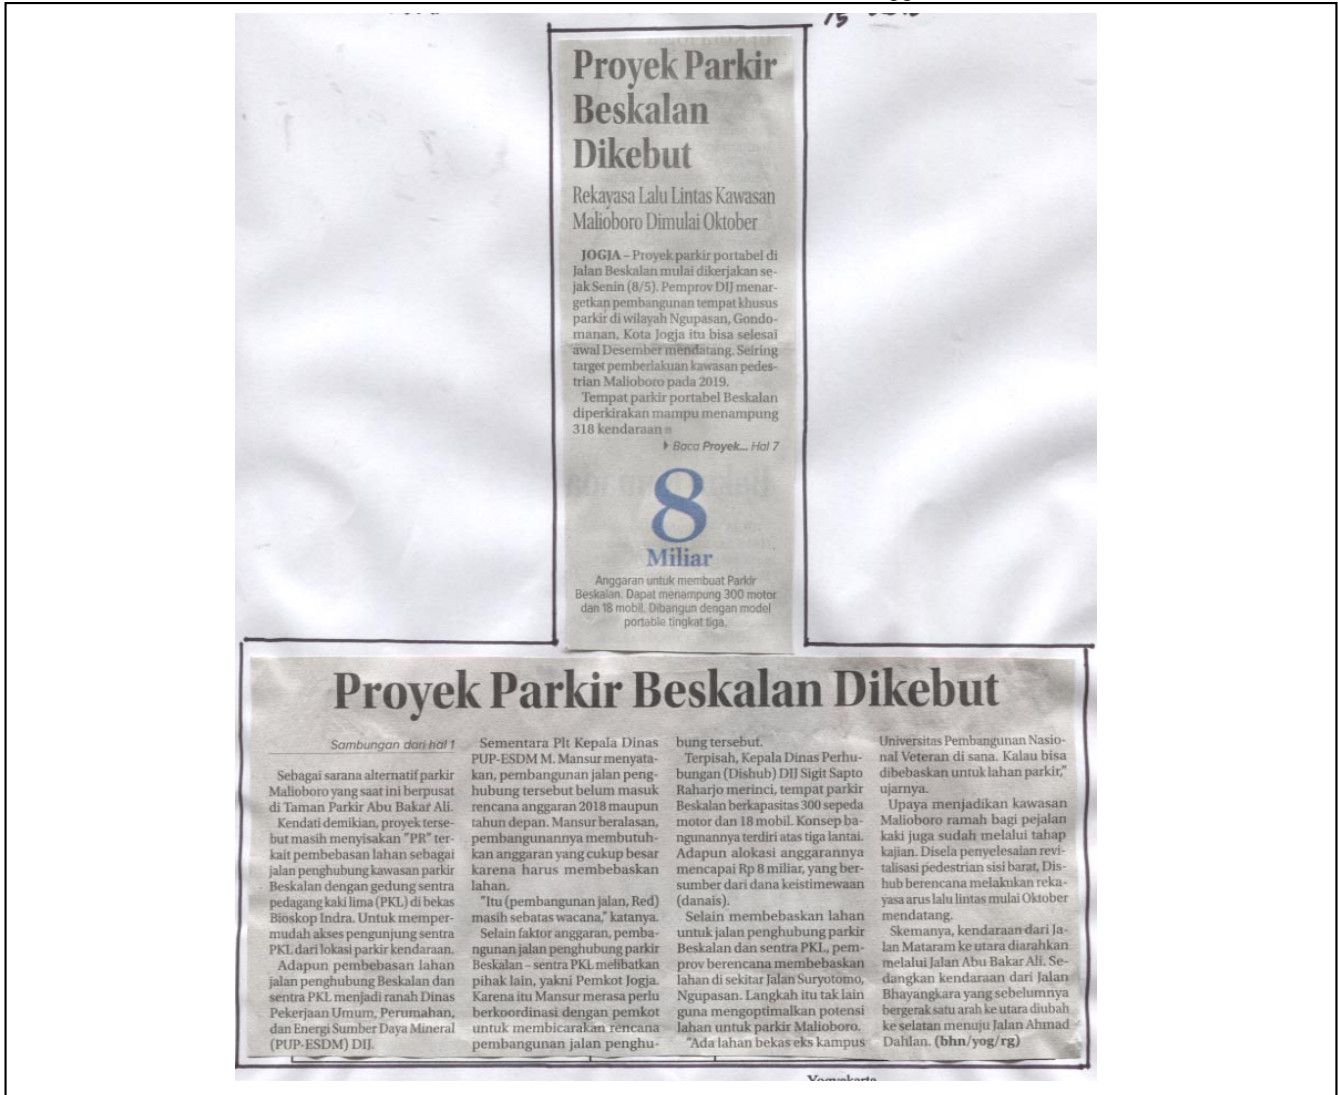 15
Proyek Parkir
Beskalan
Dikebut
Rekayasa Lalu Lintas Kawasan
Malioboro Dimulai Oktober
JOGJA – Proyek parkir portabel di
Jalan Beskalan mulai dikerjakan se-
jak Senin (8/5). Pemprov DIJ menar-
getkan pembangunan tempat khusus
parkir di wilayah Ngupasan, Gondo-
manan, Kota Jogja itu bisa selesai
awal Desember mendatang. Seiring
target pemberlakuan kawasan pedes-
trian Malioboro pada 2019.
Tempat parkir portabel Beskalan
diperkirakan mampu menampung
318 kendaraan
Baca Proyek... Hal 7
8
Miliar
Anggaran untuk membuat Parkir
Beskalan. Dapat menampung 300 motor
dan 18 mobil. Dibangun dengan model
portable tingkat tiga.
Proyek Parkir Beskalan Dikebut
Sambungan dari hal 1
Sebagai sarana alternatif parkir
Malioboro yang saat ini berpusat
di Taman Parkir Abu Bakar Ali.
Kendati demikian, proyek terse-
but masih menyisakan "PR" ter-
kait pembebasan lahan sebagai
jalan penghubung kawasan parkir
Beskalan dengan gedung sentra
pedagang kaki lima (PKL) di bekas
Bioskop Indra. Untuk memper-
mudah akses pengunjung sentra
PKL dari lokasi parkir kendaraan.
Adapun pembebasan lahan
jalan penghubung Beskalan dan
sentra PKL menjadi ranah Dinas
Pekerjaan Umum, Perumahan,
dan Energi Sumber Daya Mineral
(PUP-ESDM) DIJ.
Sementara Plt Kepala Dinas
PUP-ESDM M. Mansur menyata-
kan, pembangunan jalan peng-
hubung tersebut belum masuk
rencana anggaran 2018 maupun
tahun depan. Mansur beralasan,
pembangunannya membutuh-
kan anggaran yang cukup besar
karena harus membebaskan
lahan.
"Itu (pembangunan jalan, Red)
masih sebatas wacana," katanya.
Selain faktor anggaran, pemba-
ngunan jalan penghubung parkir
Beskalan – sentra PKL melibatkan
pihak lain, yakni Pemkot Jogja.
Karena itu Mansur merasa perlu
berkoordinasi dengan pemkot
untuk membicarakan rencana
pembangunan jalan penghu-
bung tersebut.
Terpisah, Kepala Dinas Perhu-
bungan (Dishub) DIJ Sigit Sapto
Raharjo merinci, tempat parkir
Beskalan berkapasitas 300 sepeda
motor dan 18 mobil. Konsep ba-
ngunannya terdiri atas tiga lantai.
Adapun alokasi anggarannya
mencapai Rp 8 miliar, yang ber-
sumber dari dana keistimewaan
(danais).
Selain membebaskan lahan
untuk jalan penghubung parkir
Beskalan dan sentra PKL, pem-
prov berencana membebaskan
lahan di sekitar Jalan Suryotomo,
Ngupasan. Langkah itu tak lain
guna mengoptimalkan potensi
lahan untuk parkir Malioboro.
"Ada lahan bekas eks kampus
Universitas Pembangunan Nasio-
nal Veteran di sana. Kalau bisa
dibebaskan untuk lahan parkir,"
ujarnya.
Upaya menjadikan kawasan
Malioboro ramah bagi pejalan
kaki juga sudah melalui tahap
kajian. Disela penyelesaian revi-
talisasi pedestrian sisi barat, Dis-
hub berencana melakukan reka-
yasa arus lalu lintas mulai Oktober
mendatang.
Skemanya, kendaraan dari Ja-
lan Mataram ke utara diarahkan
melalui Jalan Abu Bakar Ali. Se-
dangkan kendaraan dari Jalan
Bhayangkara yang sebelumnya
bergerak satu arah ke utara diubah
ke selatan menuju Jalan Ahmad
Dahlan. (bhn/yog/rg)